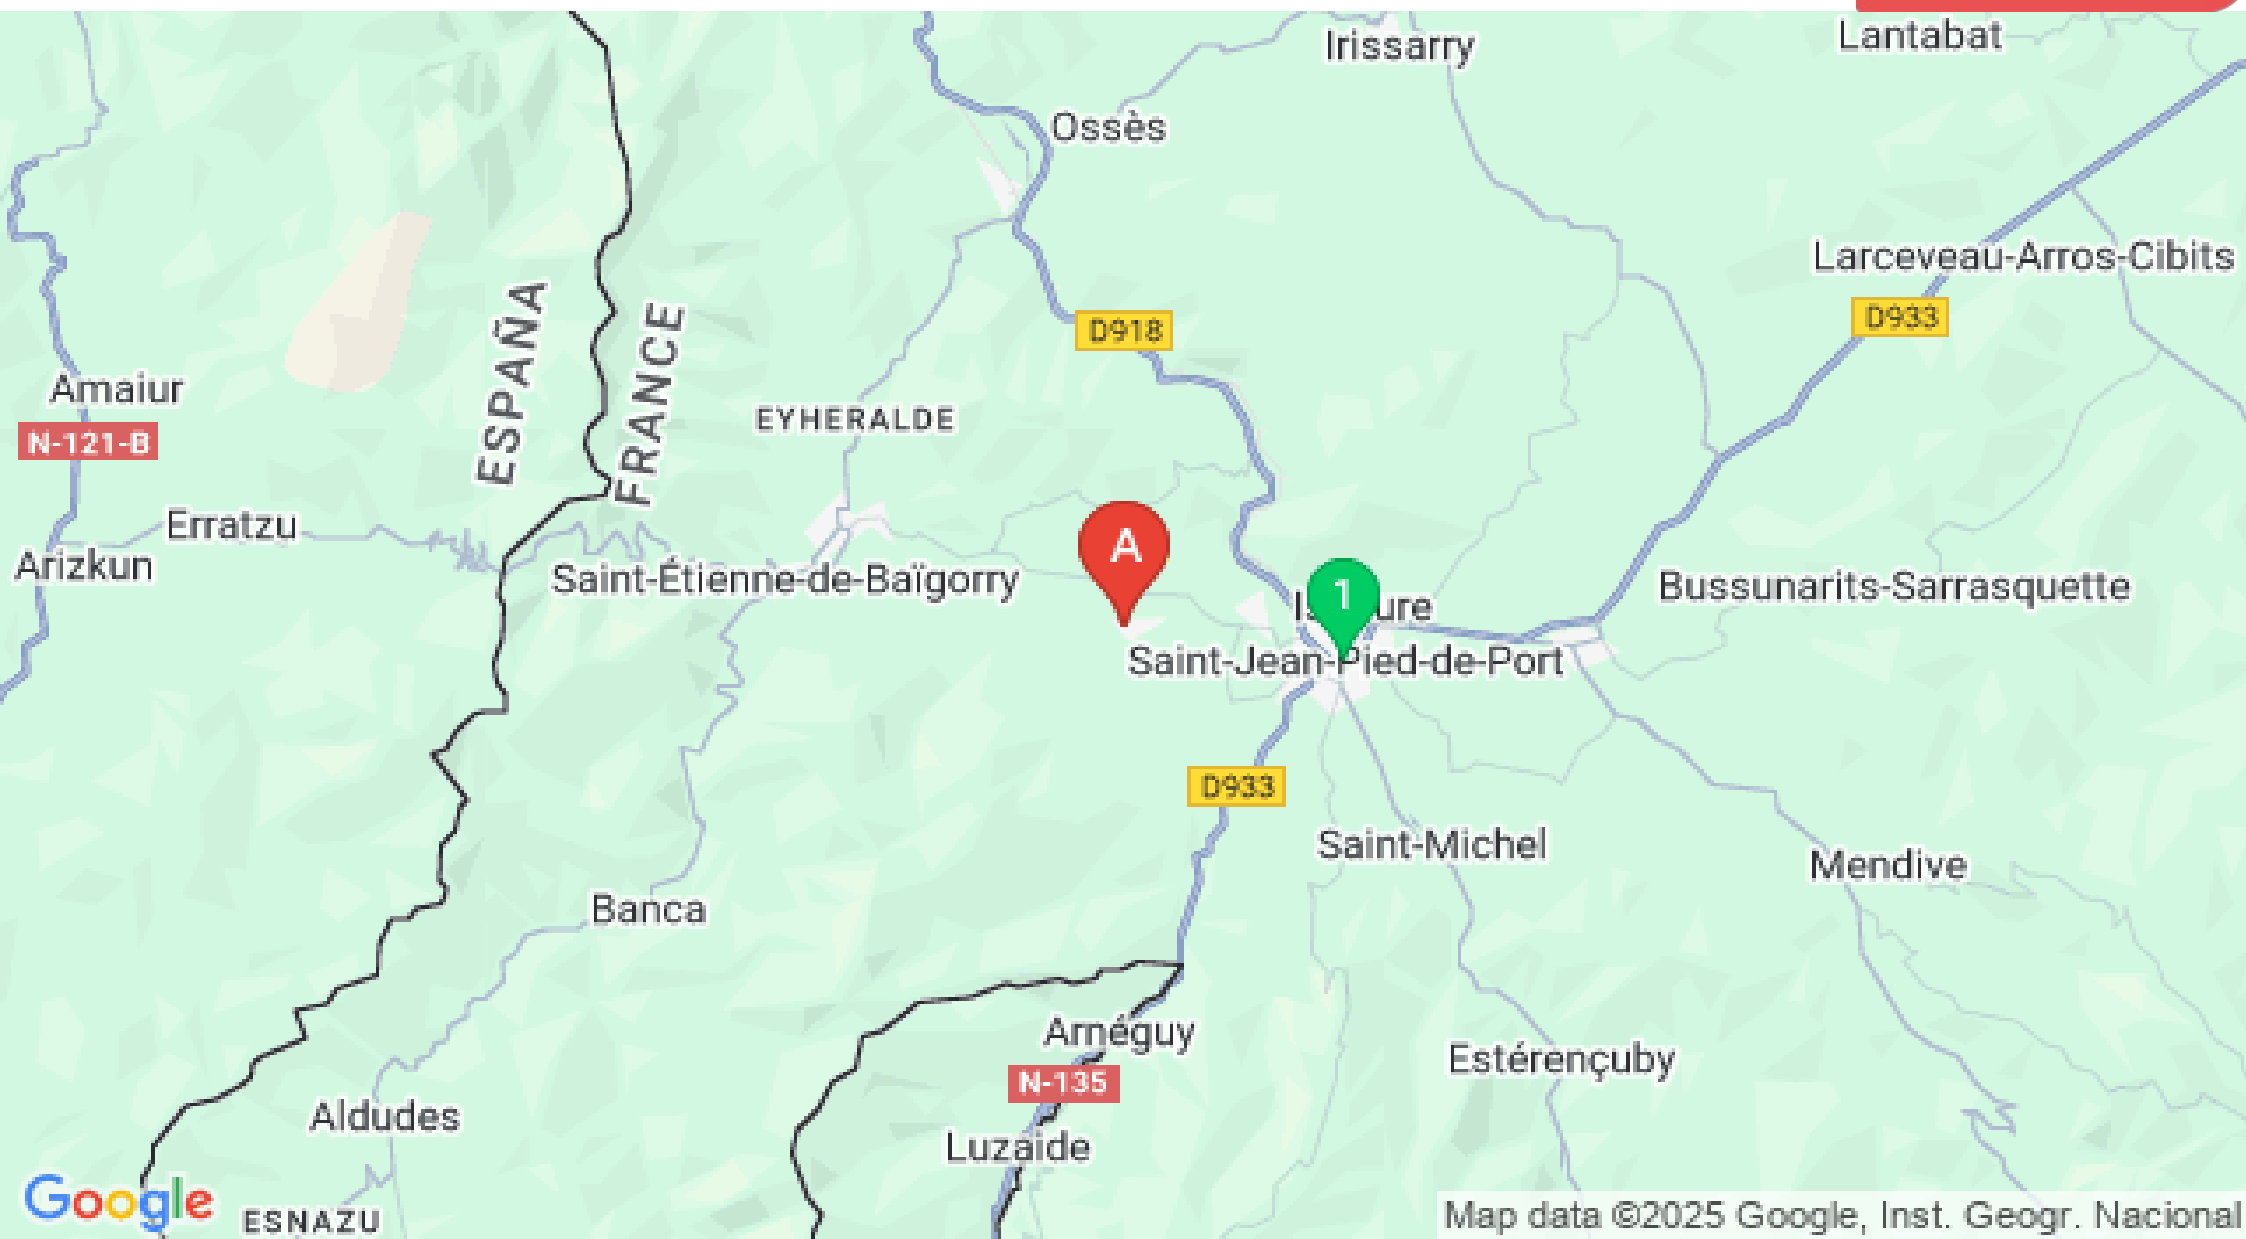 Lantabat
Irissarry
Ossès
Larceveau-Arros-Cibits
ESPAÑA
FRANCE
D918
D933
Amaiur
EYHERALDE
N-121-B
Erratzu
A
Arizkun
Saint-Étienne-de-Baïgorry
1
Bussunarits-Sarrasquette
Saint-Jean-Pied-de-Port
D933
Saint-Michel
Mendive
Banca
Arnéguy
Estérençuby
N-135
Aldudes
Luzaide
Google
ESNAZU
Map data ©2025 Google, Inst. Geogr. Nacional